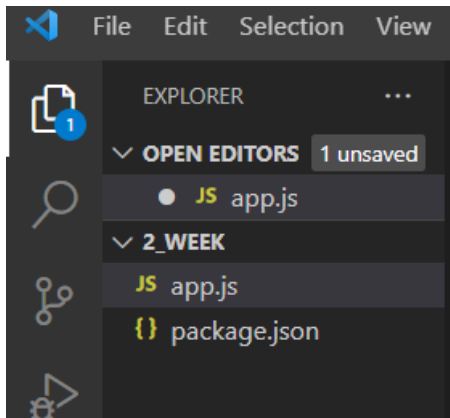 File Edit Selection View
EXPLORER ...
1
OPEN EDITORS 1 unsaved
JS app.js
2_WEEK
JS app.js
{} package.json